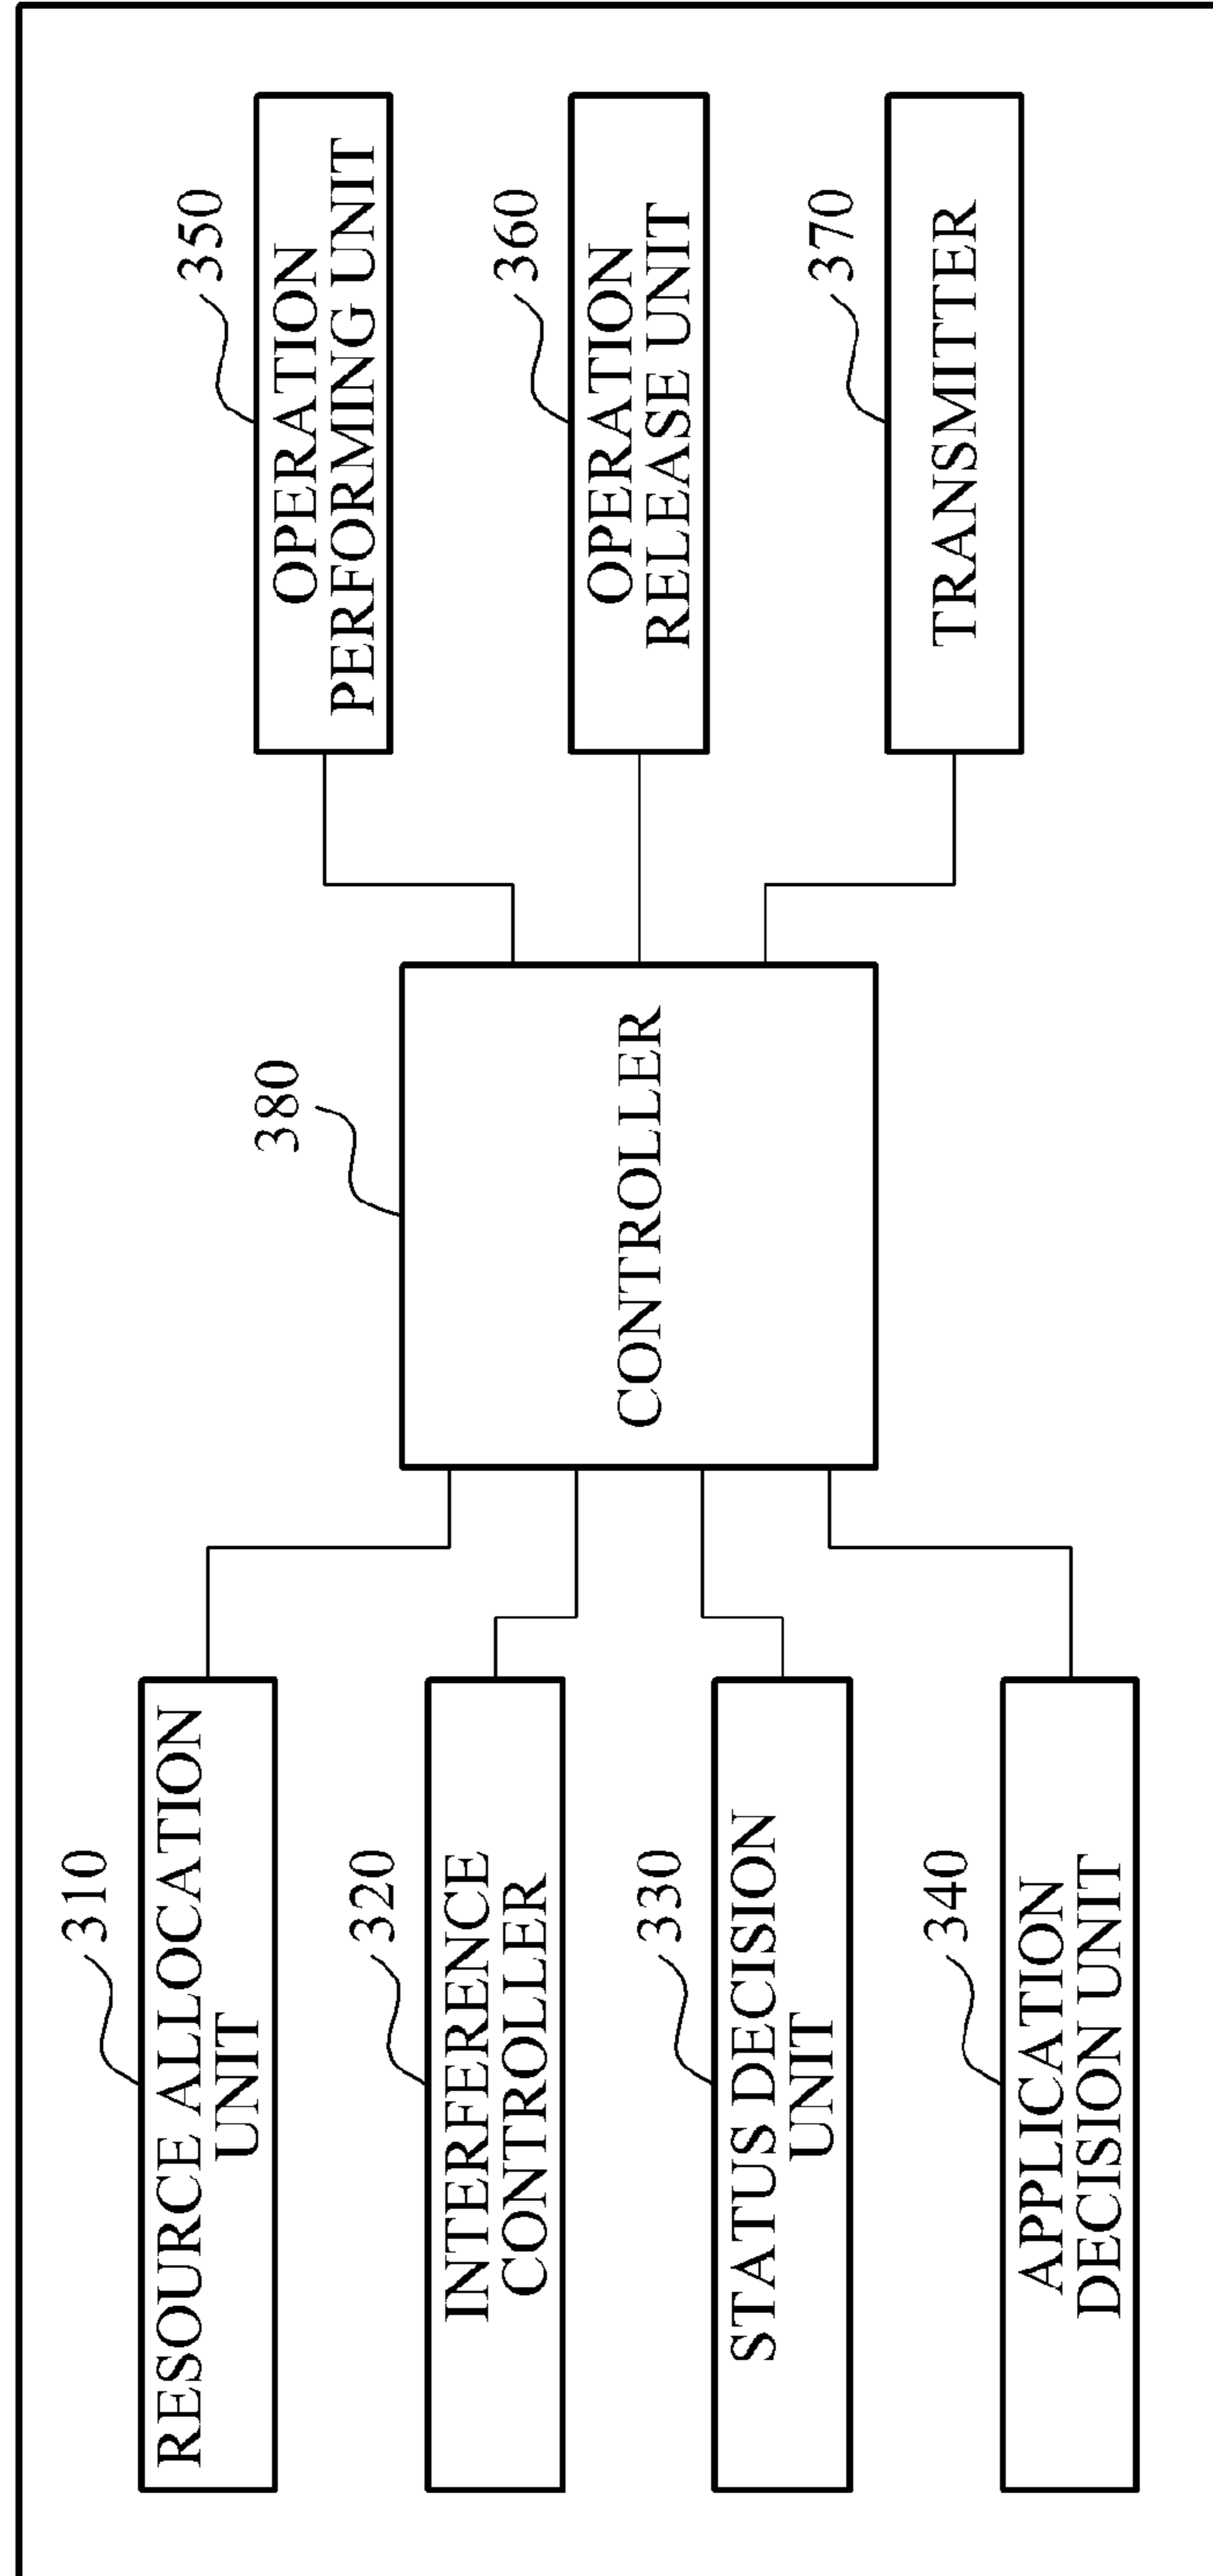 310
RESOURCE ALLOCATION
UNIT
320
INTERFERENCE
CONTROLLER
330
STATUS DECISION
UNIT
340
APPLICATION
DECISION UNIT
380
CONTROLLER
350
OPERATION
PERFORMING UNIT
360
OPERATION
RELEASE UNIT
370
TRANSMITTER